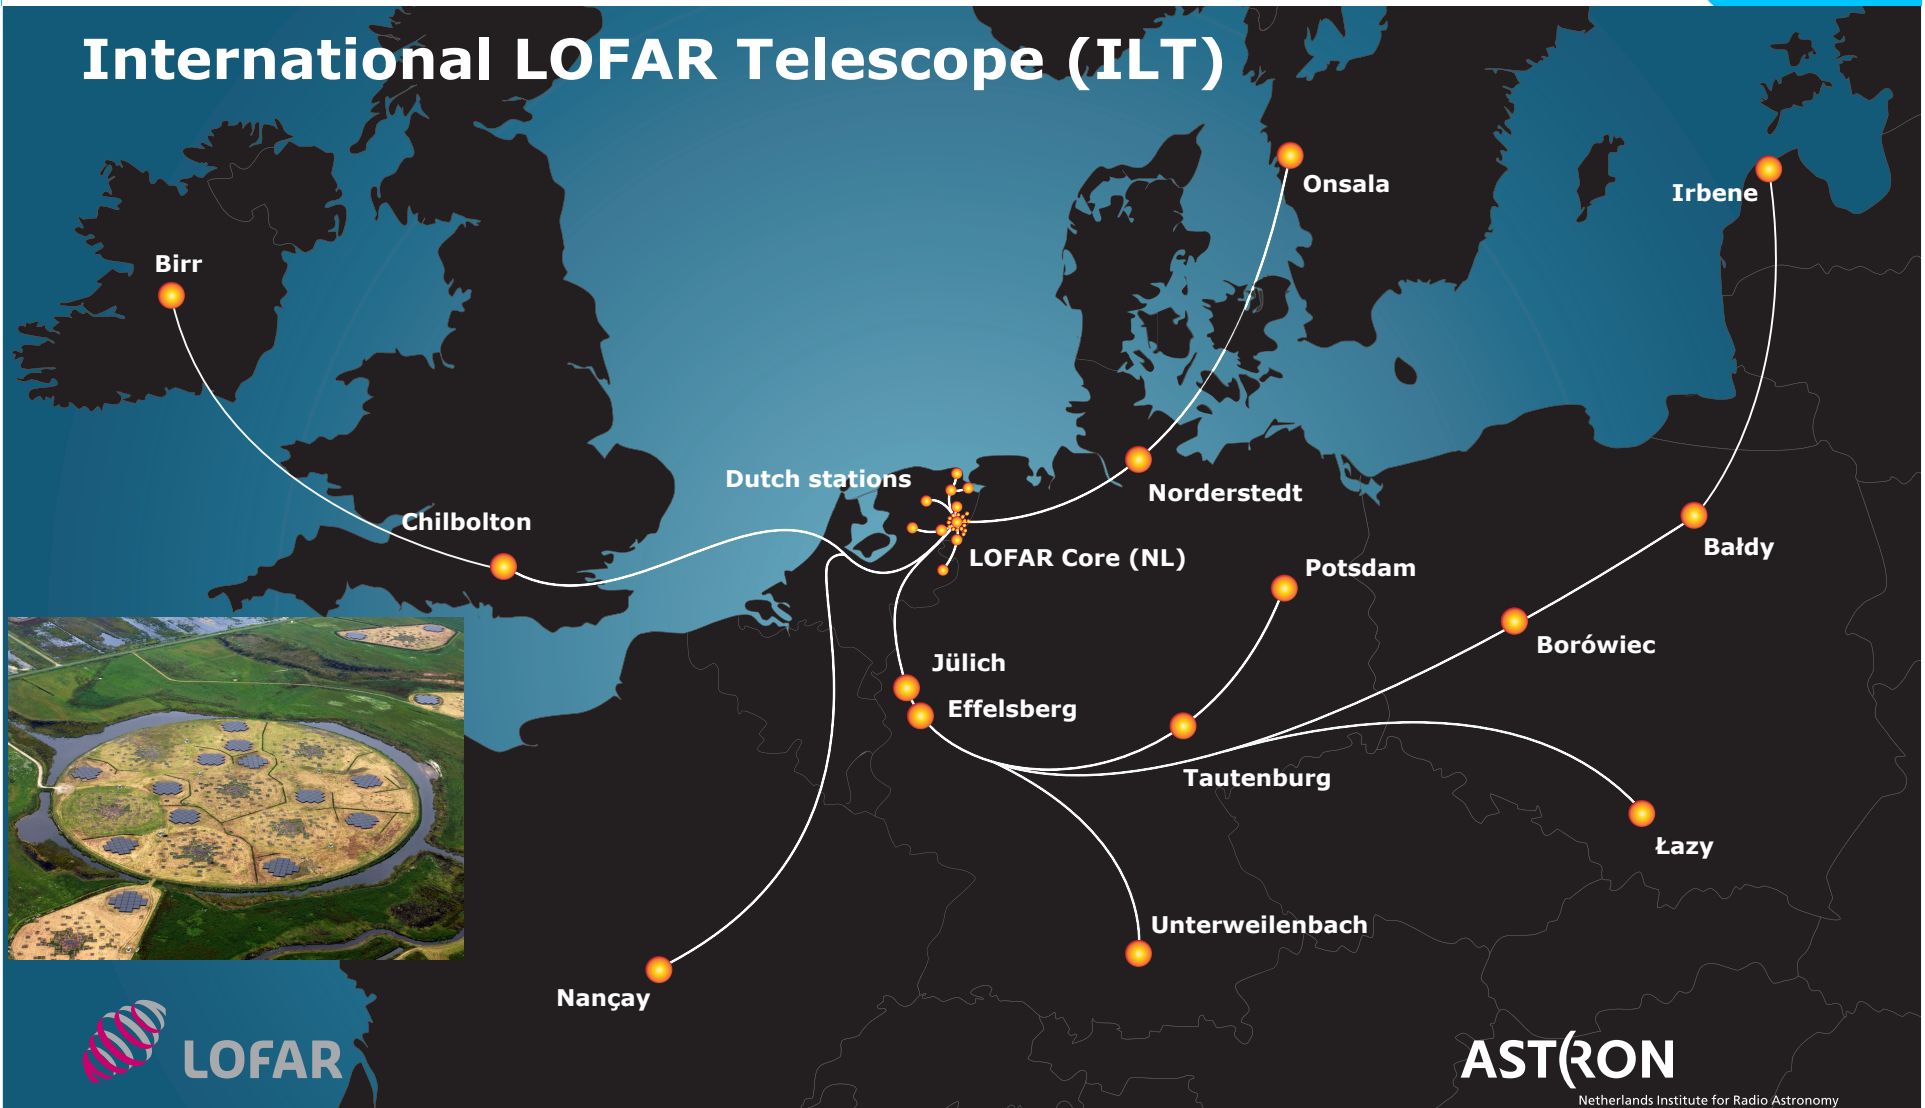 International LOFAR Telescope (ILT)
Onsala
Irbene
Birr
Dutch stations
Norderstedt
Chilbolton
LOFAR Core (NL)
Bałdy
Potsdam
Borówiec
Jülich
Effelsberg
Tautenburg
Łazy
Unterweilenbach
Nançay
LOFAR
ASTRON
Netherlands Institute for Radio Astronomy